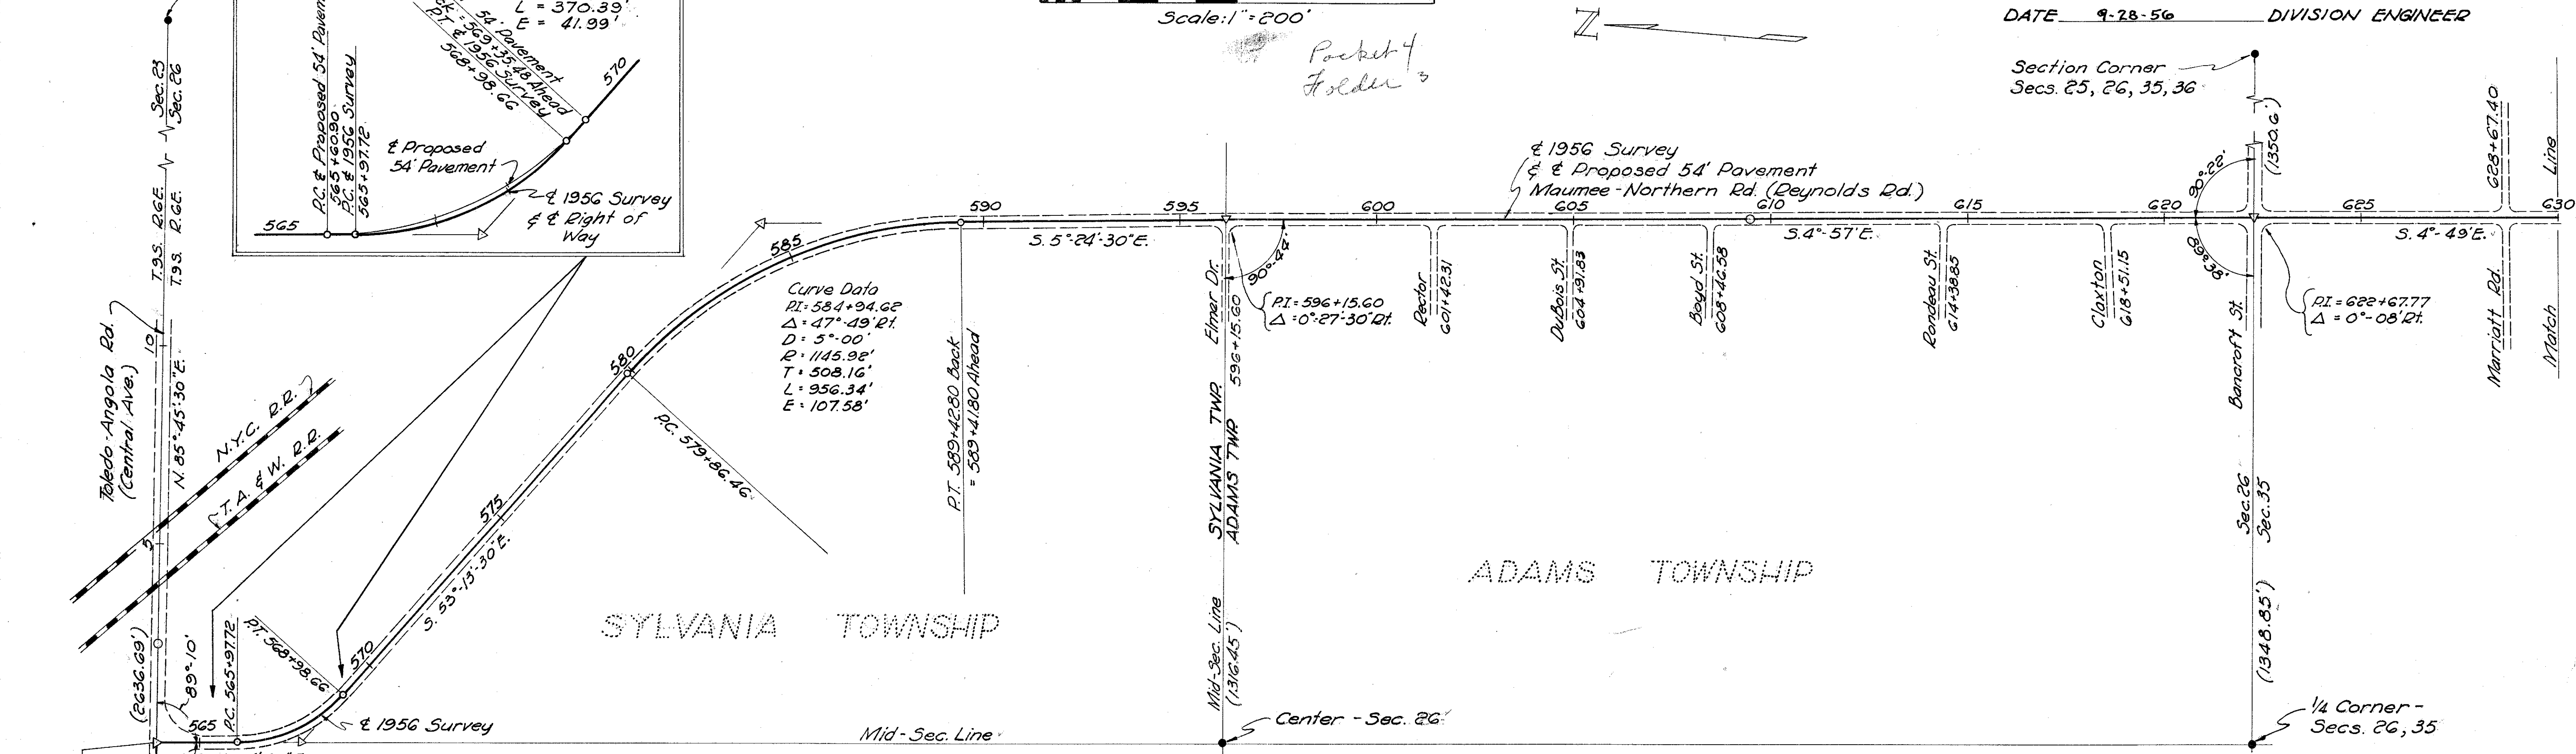 L = 370.39'
E = 41.99'
54' Pavement
= 569+35.48 Ahead
P.T. ℄ 1956 Survey
568+98.66
570
P.C. ℄ Proposed 54' Pavem
565+60.90
P.C. ℄ 1956 Survey
565+97.72
℄ Proposed
54' Pavement
565
℄ 1956 Survey
& ℄ Right of
Way
Scale: 1" = 200'
Pocket 4
Folder 3
N
DATE 9-28-56 DIVISION ENGINEER
Section Corner
Secs. 25, 26, 35, 36
Sec. 23
Sec. 26
T.9S. R.6E.
T.9S. R.6E.
Toledo-Angola Rd.
(Central Ave.)
10
N. 85°-45'-30"E.
N.Y.C. R.R.
T. A. & W. R.R.
5
(2636.69')
89°-10'
565
P.C. 565+97.72
P.T. 568+98.66
570
℄ 1956 Survey
S. 53°-13'-30"E.
575
580
P.C. 579+86.46
585
Curve Data
P.I. = 584+94.62
Δ = 47°-49' Rt.
D = 5°-00'
R = 1145.92'
T = 508.16'
L = 956.34'
E = 107.58'
P.T. 589+42.80 Back
= 589+41.80 Ahead
590
S. 5°-24'-30"E.
595
Elmer Dr.
596+15.60
90°-44'
P.I. = 596+15.60
Δ = 0°-27'-30" Rt.
SYLVANIA TWP.
ADAMS TWP.
Mid-Sec. Line
(1316.45')
Center - Sec. 26
Mid-Sec. Line
SYLVANIA TOWNSHIP
ADAMS TOWNSHIP
600
℄ 1956 Survey
& ℄ Proposed 54' Pavement
Maumee-Northern Rd. (Reynolds Rd.)
Rector
601+42.31
605
DuBois St.
604+91.83
Boyd St.
608+46.58
610
S. 4°-57'E.
Rondeau St.
614+38.85
615
Claxton
618+51.15
620
90°-22'
89°-38'
(1350.6')
Bancroft St.
P.I. = 622+67.77
Δ = 0°-08' Rt.
Sec. 26
Sec. 35
(1348.85')
1/4 Corner -
Secs. 26, 35
625
S. 4°-49'E.
628+67.40
Marriatt Rd.
630
Match Line